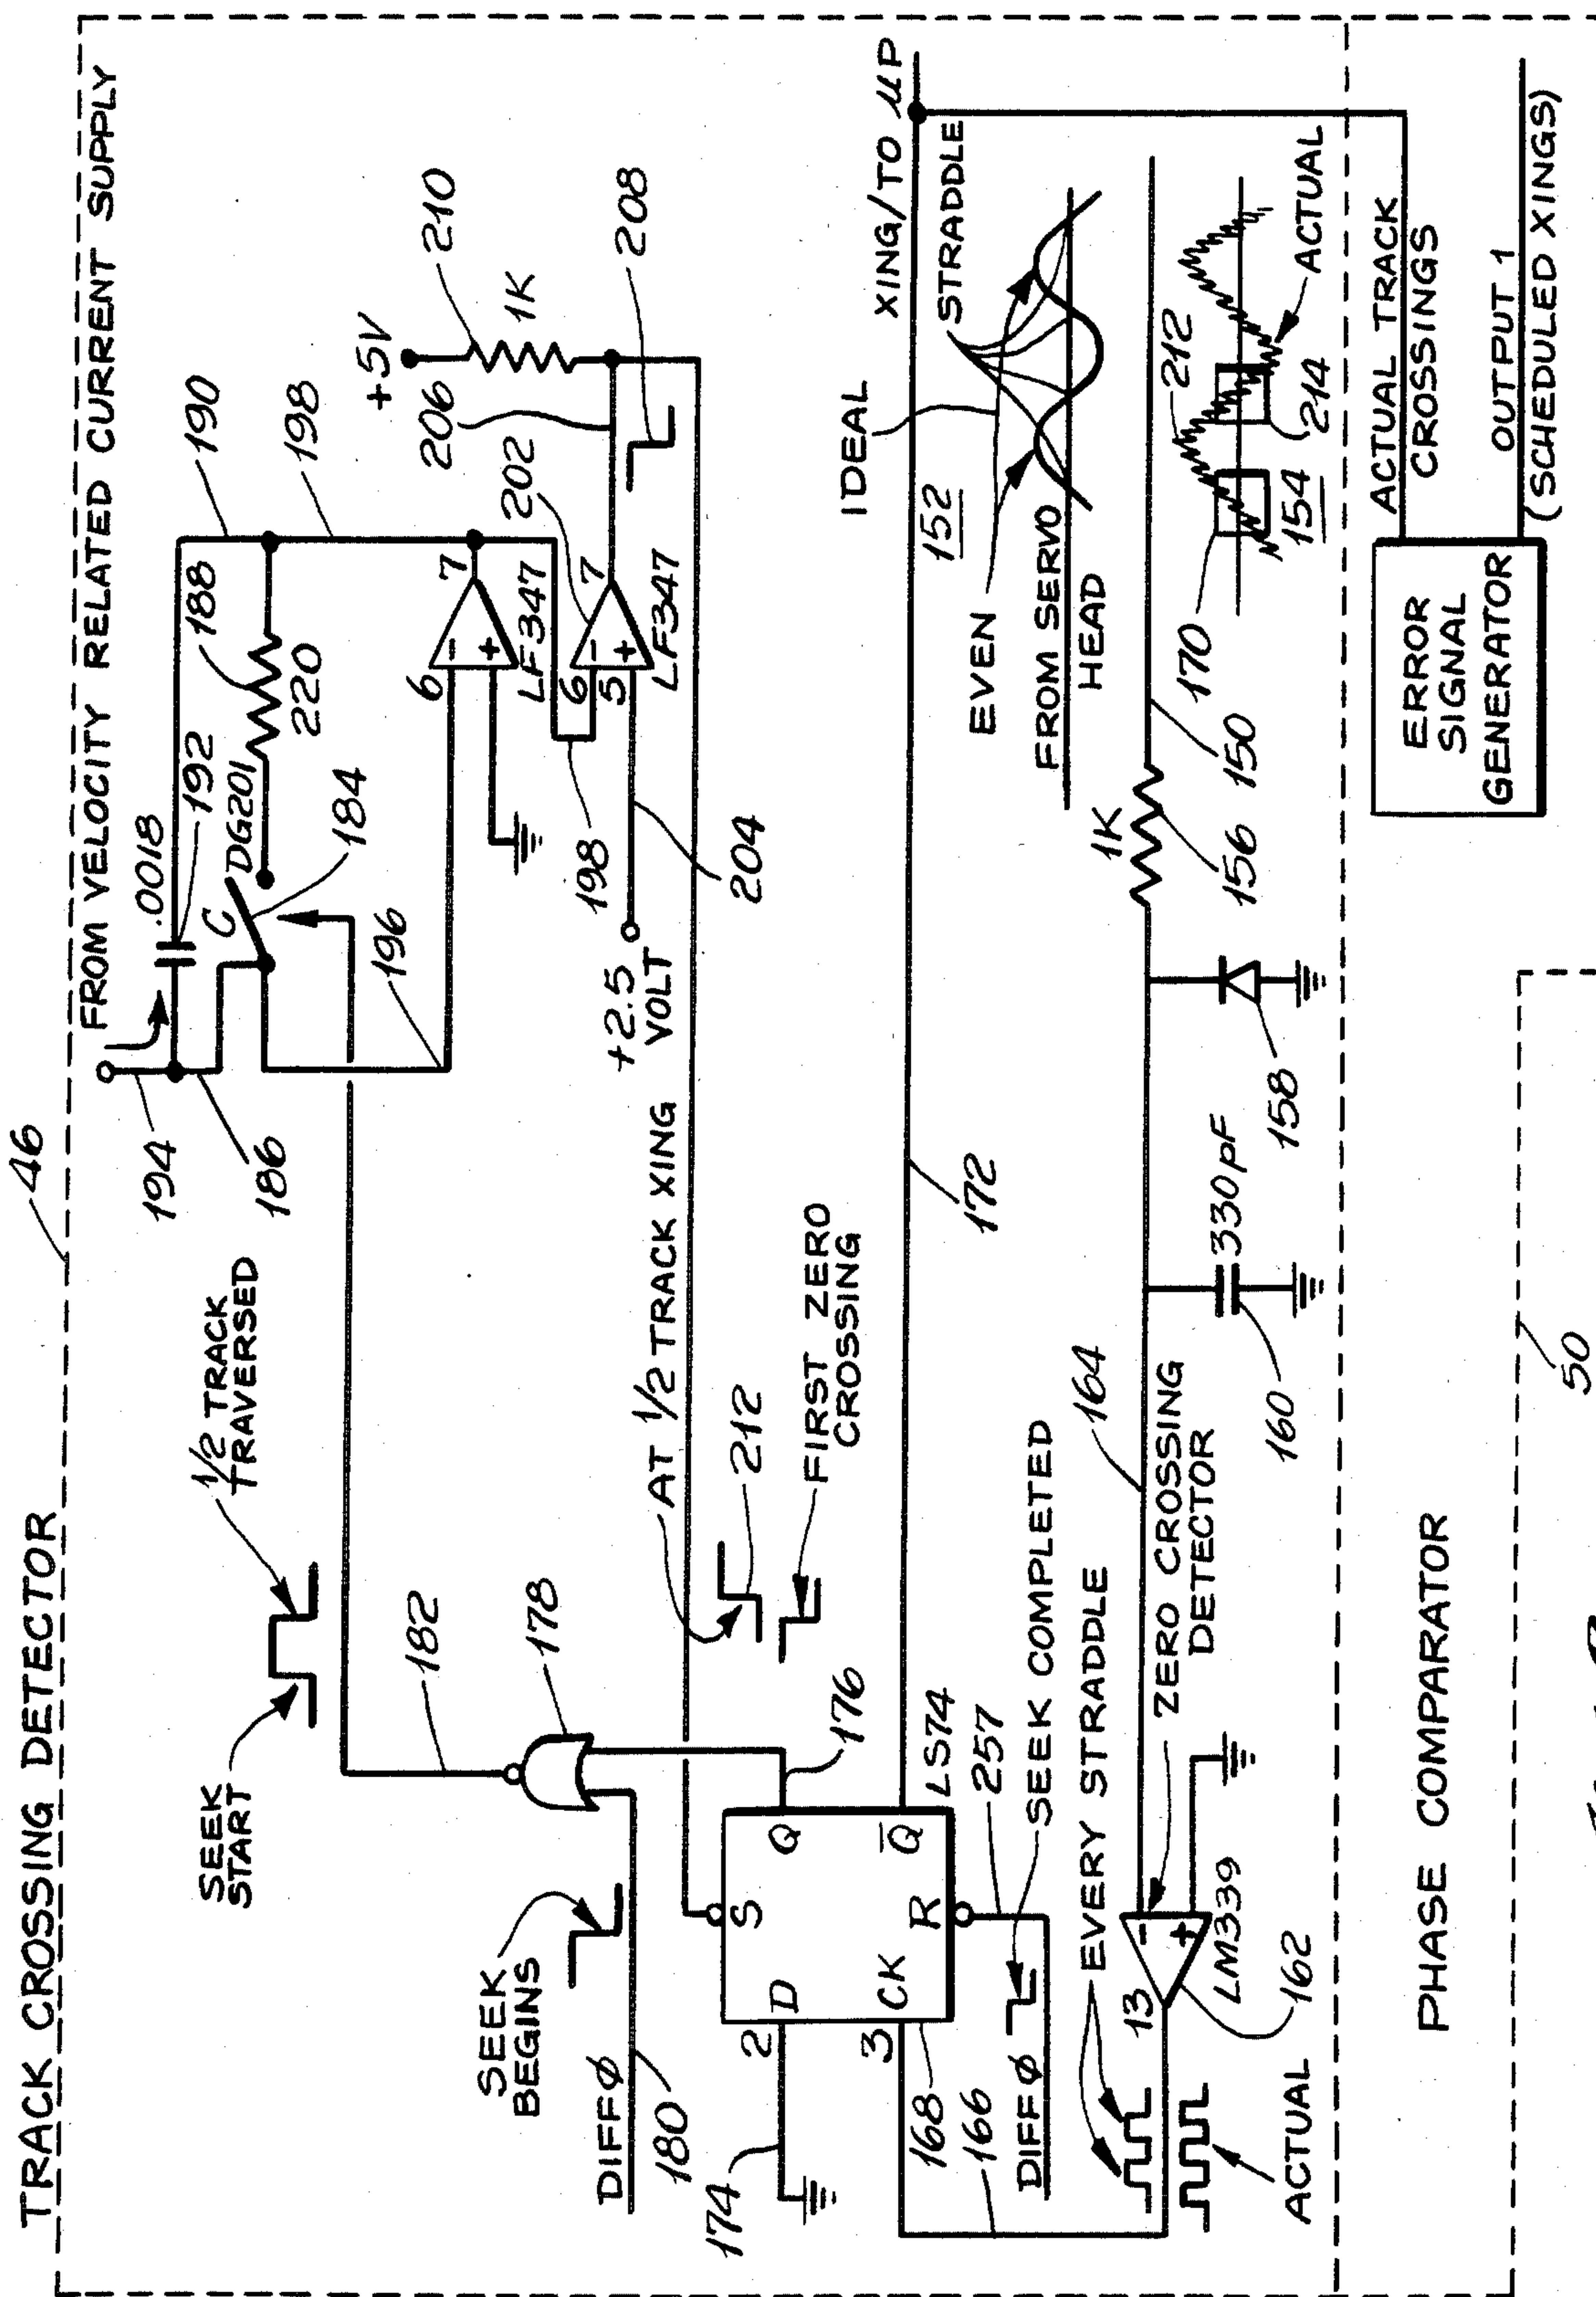 TRACK CROSSING DETECTOR
46
FROM VELOCITY RELATED CURRENT SUPPLY
194
186
.0018
192
C
DG201
184
188
220
190
198
196
6
7
LF347
198
6
5
7
LF347
202
206
+5V
210
1K
208
+2.5
VOLT
204
SEEK
START
1/2 TRACK
TRAVERSED
182
178
SEEK
BEGINS
DIFFØ
180
AT 1/2 TRACK XING
212
FIRST ZERO
CROSSING
176
174
2
D
S
Q
3
CK
R
Q̅
LS74
168
166
257
SEEK COMPLETED
DIFFØ
172
XING/TO µP
EVERY STRADDLE
ACTUAL
13
LM339
162
ZERO CROSSING
DETECTOR
164
160
330pF
158
1K
156
150
IDEAL
STRADDLE
152
EVEN
FROM SERVO
HEAD
170
212
154
214
ACTUAL
ACTUAL TRACK
CROSSINGS
ERROR
SIGNAL
GENERATOR
OUTPUT 1
(SCHEDULED XINGS)
PHASE COMPARATOR
50